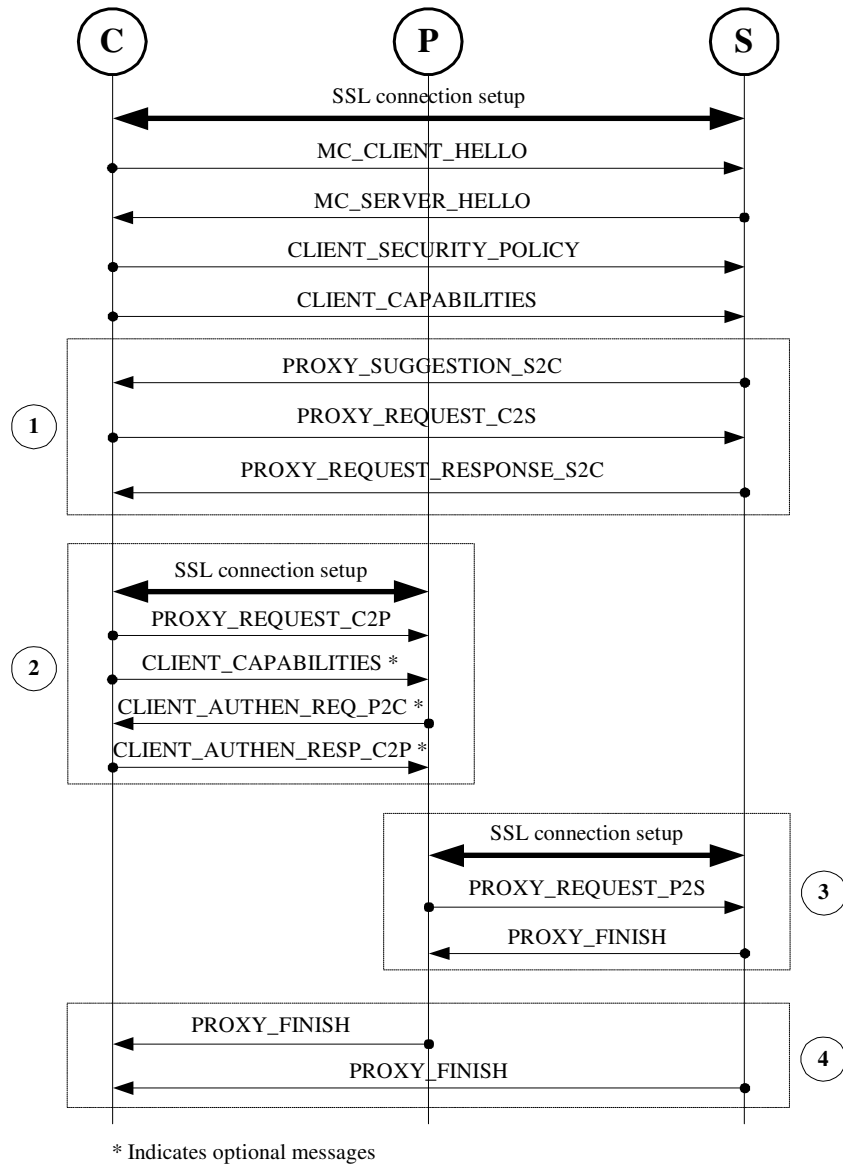 C P S
SSL connection setup
MC_CLIENT_HELLO
MC_SERVER_HELLO
CLIENT_SECURITY_POLICY
CLIENT_CAPABILITIES
PROXY_SUGGESTION_S2C
1
PROXY_REQUEST_C2S
PROXY_REQUEST_RESPONSE_S2C
SSL connection setup
PROXY_REQUEST_C2P
2
CLIENT_CAPABILITIES *
CLIENT_AUTHEN_REQ_P2C *
CLIENT_AUTHEN_RESP_C2P *
SSL connection setup
PROXY_REQUEST_P2S
3
PROXY_FINISH
PROXY_FINISH
4
PROXY_FINISH
* Indicates optional messages